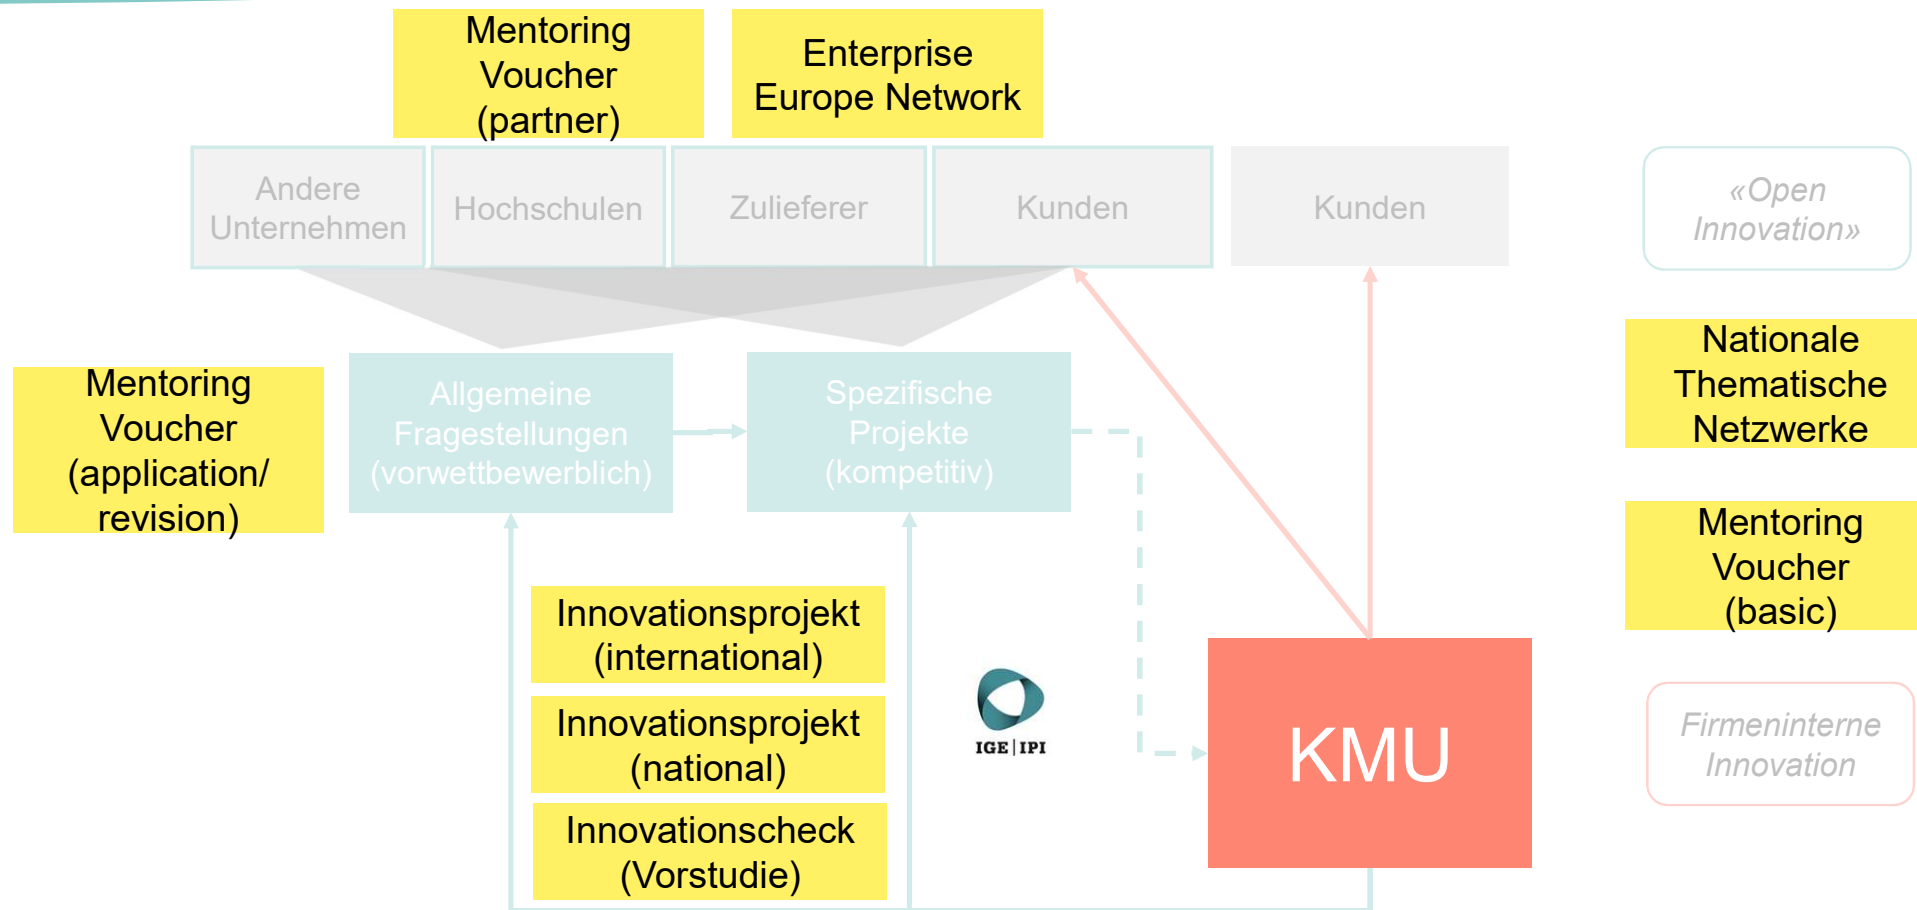 Mentoring
Voucher
(partner)
Enterprise
Europe Network
Andere
Unternehmen
Hochschulen
Zulieferer
Kunden
Kunden
«Open
Innovation»
Nationale
Thematische
Netzwerke
Mentoring
Voucher
(application/
revision)
Allgemeine
Fragestellungen
(vorwettbewerblich)
Spezifische
Projekte
(kompetitiv)
Mentoring
Voucher
(basic)
Innovationsprojekt
(international)
Innovationsprojekt
(national)
Innovationscheck
(Vorstudie)
IGE|IPI
KMU
Firmeninterne
Innovation